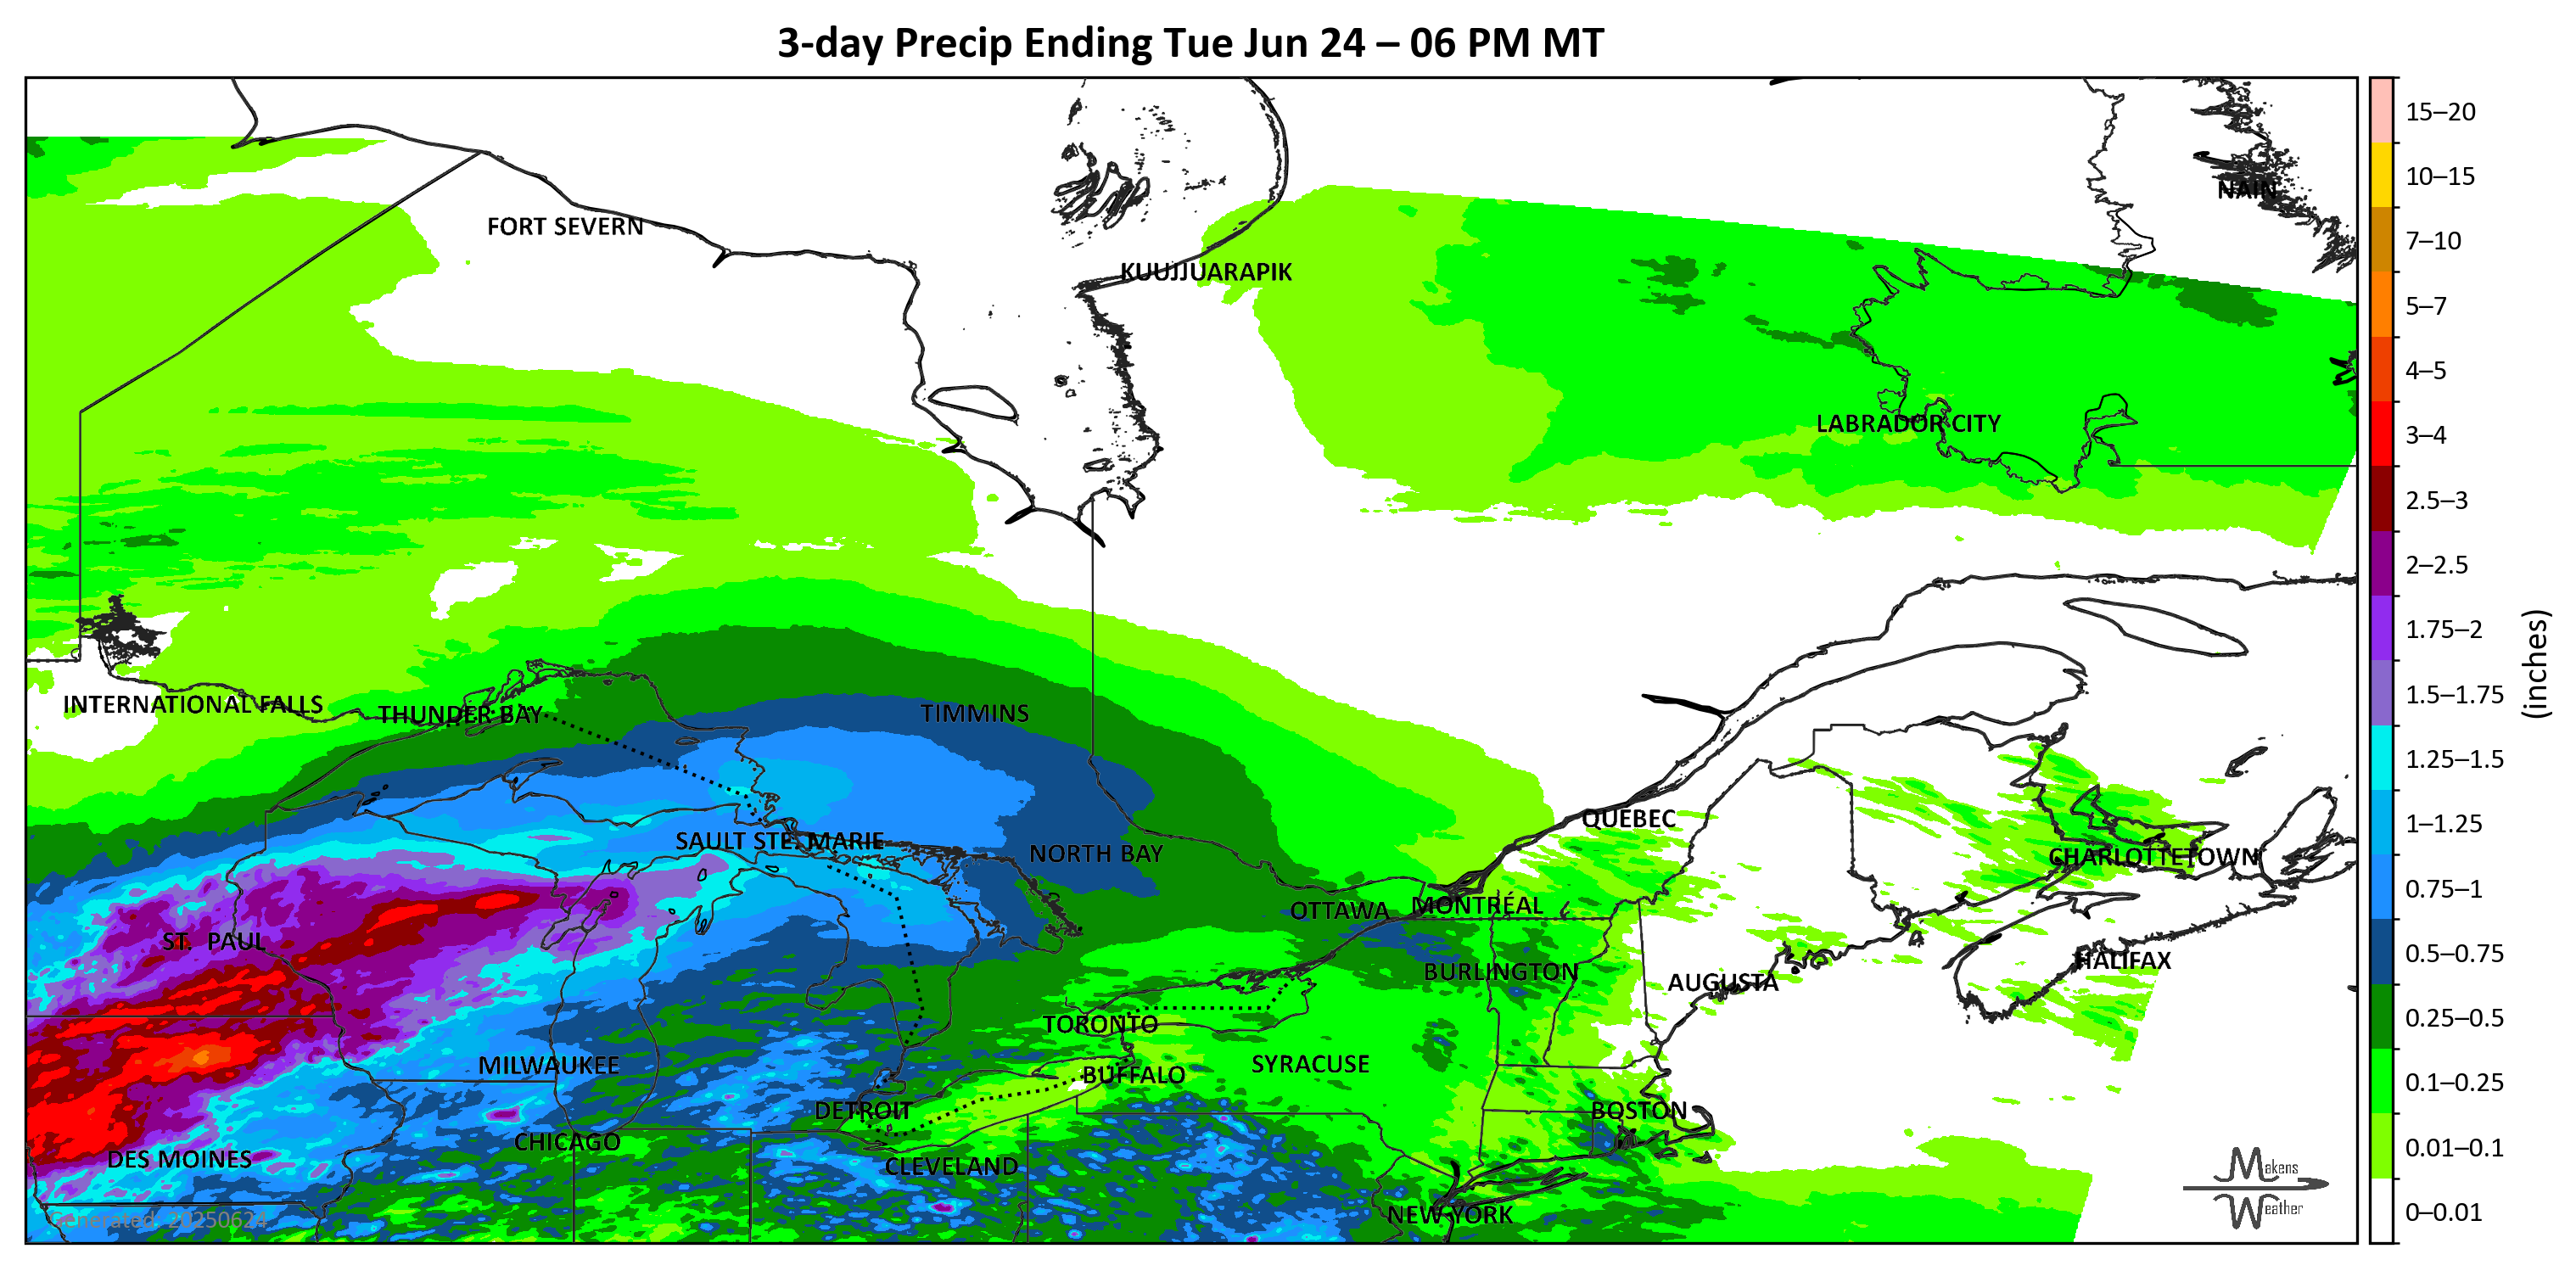 3-day Precip Ending Tue Jun 24 – 06 PM MT
15–20
10–15
7–10
5–7
4–5
3–4
2.5–3
2–2.5
1.75–2
1.5–1.75
1.25–1.5
1–1.25
0.75–1
0.5–0.75
0.25–0.5
0.1–0.25
0.01–0.1
0–0.01
(inches)
NAIN
FORT SEVERN
KUUJJUARAPIK
LABRADOR CITY
INTERNATIONAL FALLS
THUNDER BAY
TIMMINS
QUEBEC
SAULT STE. MARIE
NORTH BAY
CHARLOTTETOWN
OTTAWA
MONTRÉAL
ST. PAUL
HALIFAX
BURLINGTON
AUGUSTA
TORONTO
MILWAUKEE
SYRACUSE
BUFFALO
DETROIT
BOSTON
CHICAGO
DES MOINES
CLEVELAND
NEW YORK
Generated: 20250624
Makens
Weather